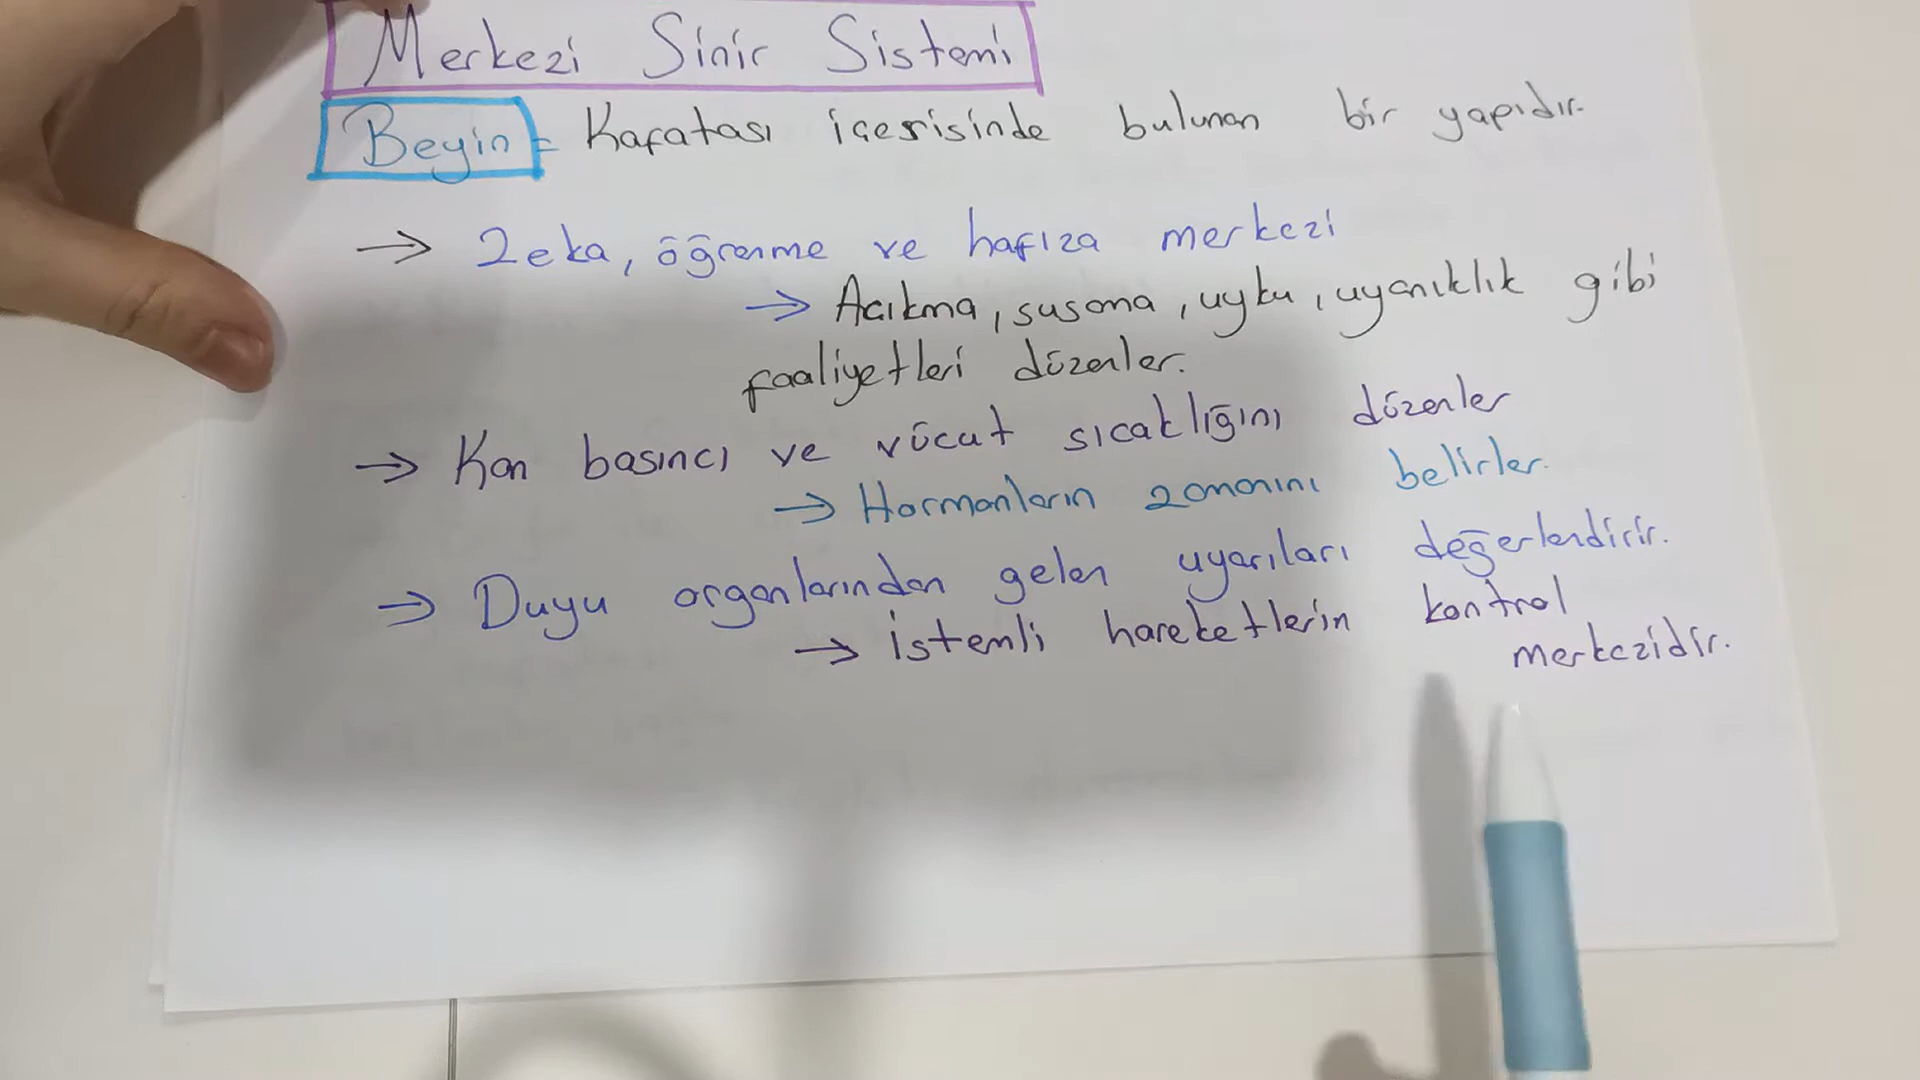 Merkezi Sinir Sistemi
Beyin = Kafatası içerisinde bulunan bir yapıdır.
→ Zeka, öğrenme ve hafıza merkezi
→ Acıkma, susama, uyku, uyanıklık gibi
faaliyetleri düzenler.
→ Kan basıncı ve vücut sıcaklığını düzenler
→ Hormonların zamanını belirler.
→ Duyu organlarından gelen uyarıları değerlendirir.
→ İstemli hareketlerin kontrol
merkezidir.